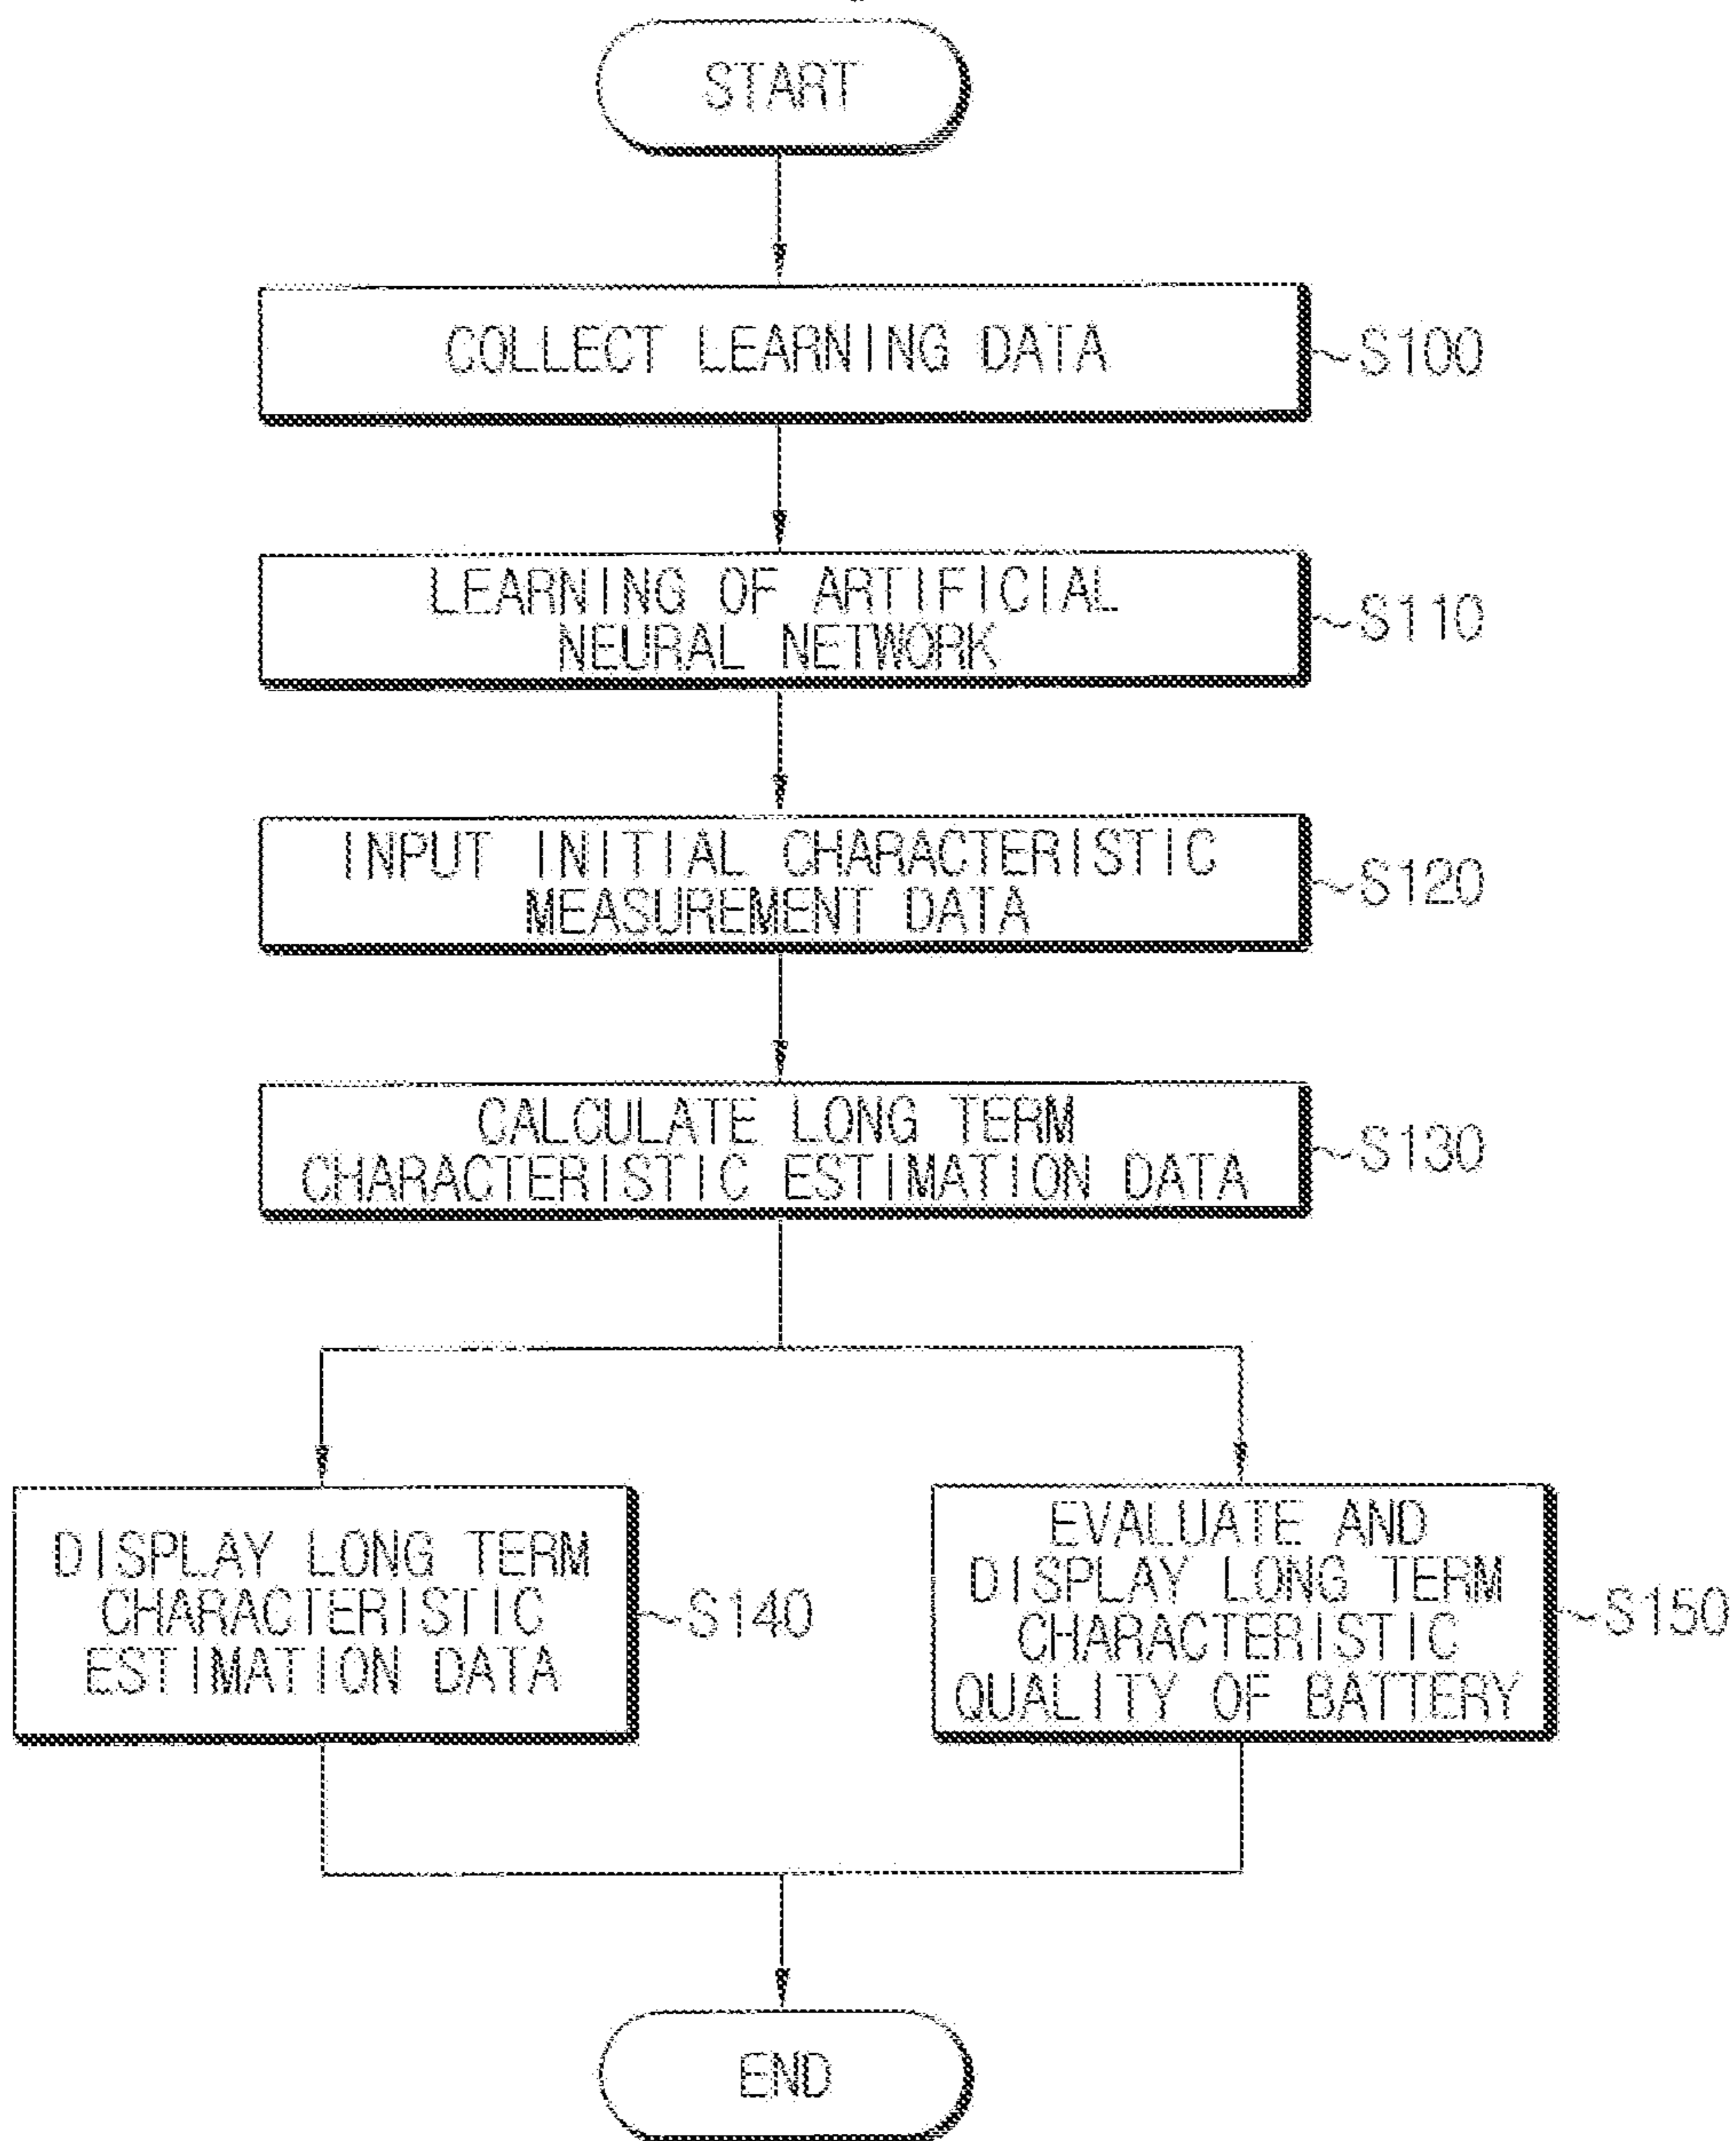 START
COLLECT LEARNING DATA
S100
LEARNING OF ARTIFICIAL
NEURAL NETWORK
S110
INPUT INITIAL CHARACTERISTIC
MEASUREMENT DATA
S120
CALCULATE LONG TERM
CHARACTERISTIC ESTIMATION DATA
S130
DISPLAY LONG TERM
CHARACTERISTIC
ESTIMATION DATA
S140
EVALUATE AND
DISPLAY LONG TERM
CHARACTERISTIC
QUALITY OF BATTERY
S150
END